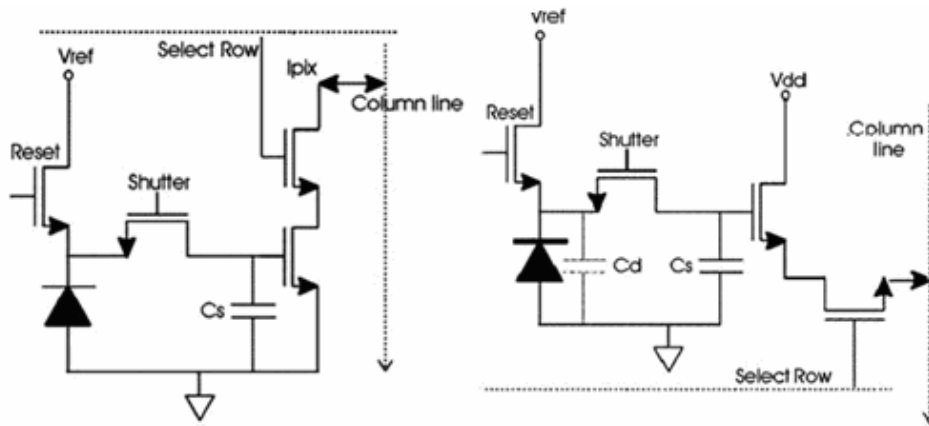 Select Row
Vref
Ipix
Column line
Reset
Shutter
Cs
vref
Vdd
Column
line
Reset
Shutter
Cd
Cs
Select Row